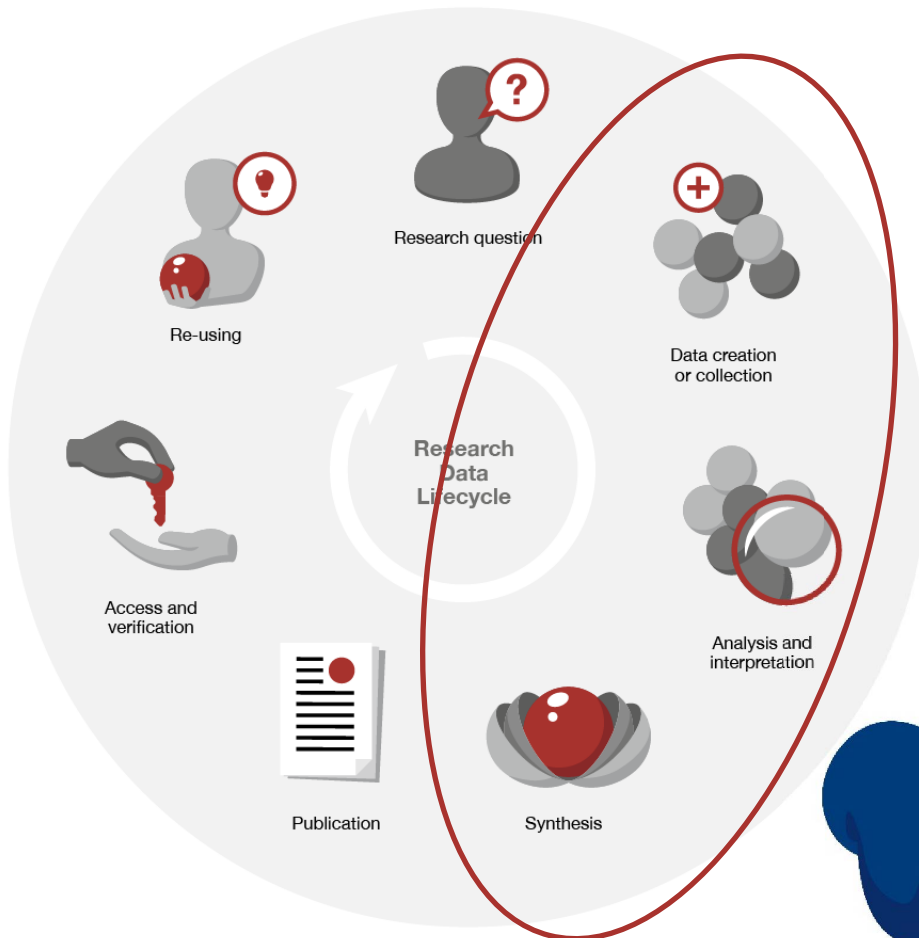 ?
Research question
+
Data creation
or collection
Re-using
Research
Data
Lifecycle
Access and
verification
Analysis and
interpretation
Publication
Synthesis